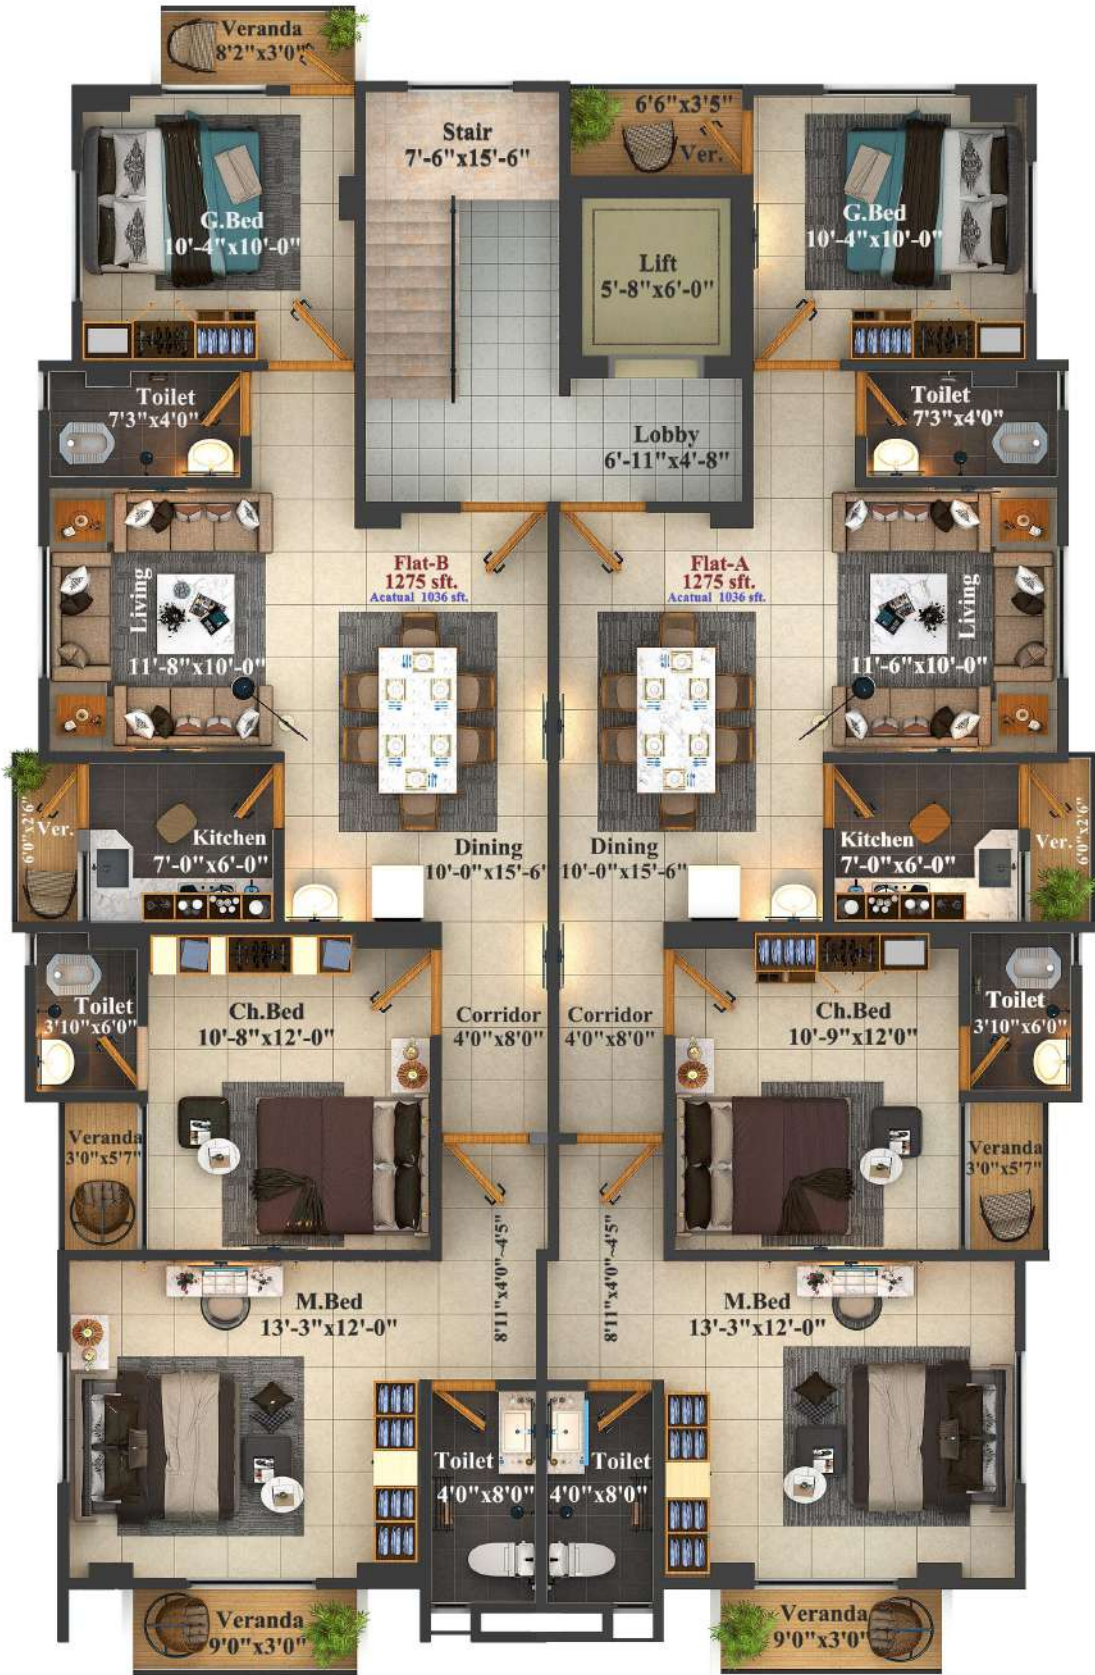 Veranda
8'2"x3'0"
Stair
7'-6"x15'-6"
6'6"x3'5"
Ver.
G.Bed
10'-4"x10'-0"
Lift
5'-8"x6'-0"
G.Bed
10'-4"x10'-0"
Toilet
7'3"x4'0"
Lobby
6'-11"x4'-8"
Toilet
7'3"x4'0"
Living
11'-8"x10'-0"
Flat-B
1275 sft.
Acatual 1036 sft.
Flat-A
1275 sft.
Acatual 1036 sft.
Living
11'-6"x10'-0"
Ver.
6'0"x2'6"
Kitchen
7'-0"x6'-0"
Dining
10'-0"x15'-6"
Dining
10'-0"x15'-6"
Kitchen
7'-0"x6'-0"
Ver.
6'0"x2'6"
Toilet
3'10"x6'0"
Ch.Bed
10'-8"x12'-0"
Corridor
4'0"x8'0"
Corridor
4'0"x8'0"
Ch.Bed
10'-9"x12'0"
Toilet
3'10"x6'0"
Veranda
3'0"x5'7"
Veranda
3'0"x5'7"
8'11"x4'0"~4'5"
8'11"x4'0"~4'5"
M.Bed
13'-3"x12'-0"
M.Bed
13'-3"x12'-0"
Toilet
4'0"x8'0"
Toilet
4'0"x8'0"
Veranda
9'0"x3'0"
Veranda
9'0"x3'0"